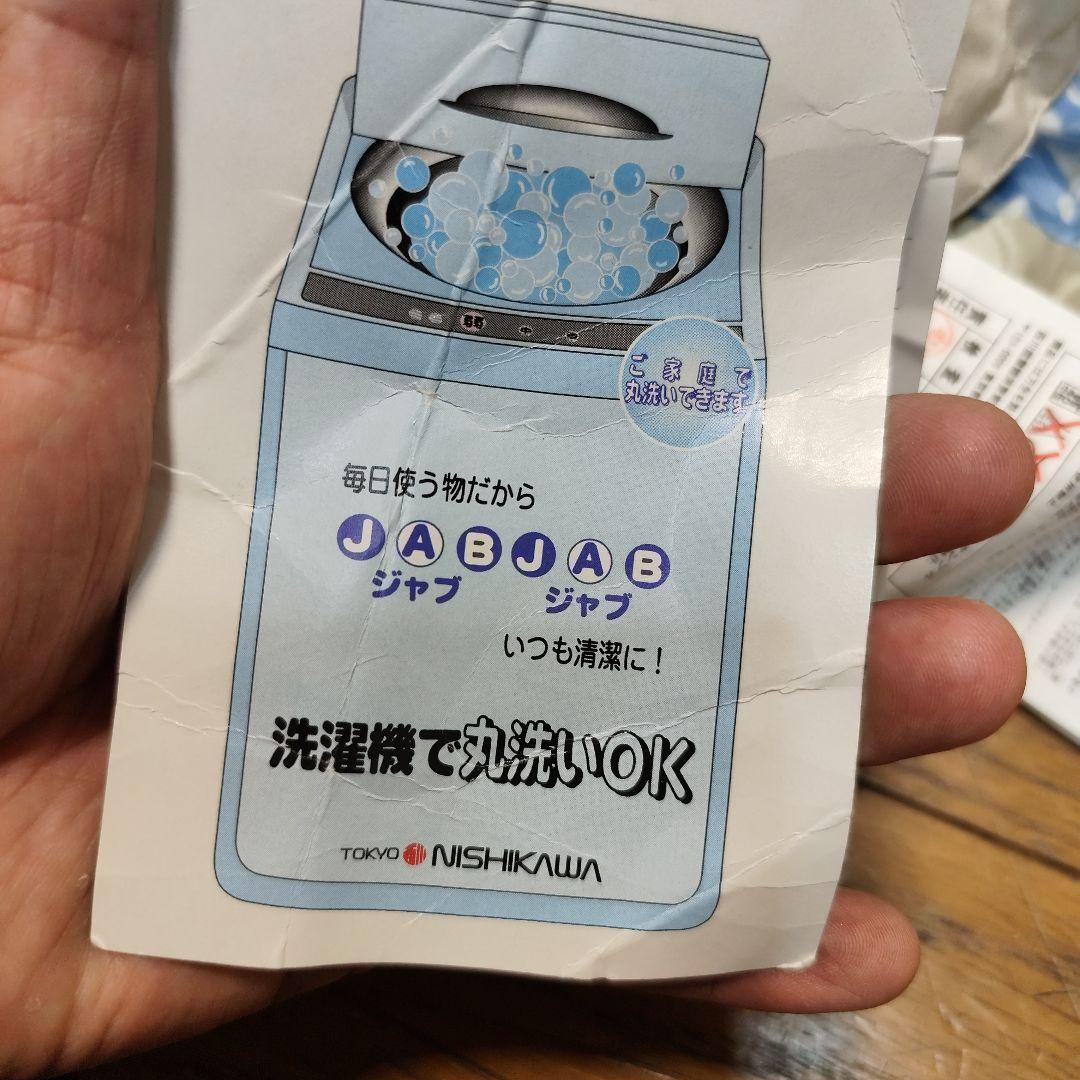 ご家庭で
丸洗いできます
毎日使う物だから
JABJAB
ジャブ ジャブ
いつも清潔に!
洗濯機で丸洗いOK
TOKYO NISHIKAWA